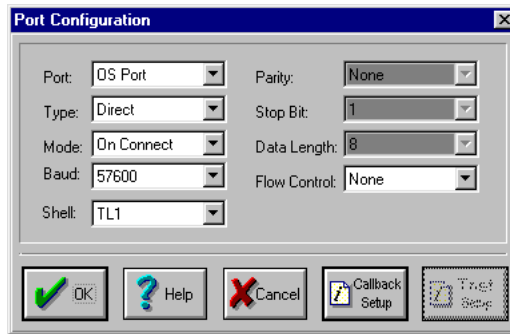 Port Configuration
Port: OS Port
Parity: None
Type: Direct
Stop Bit: 1
Mode: On Connect
Data Length: 8
Baud: 57600
Flow Control: None
Shell: TL1
OK
Help
Cancel
Callback
Setup
Setup